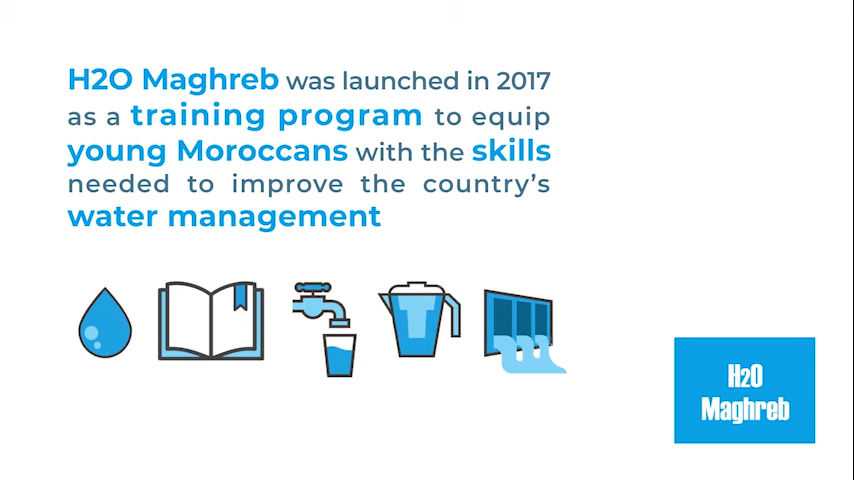 H2O Maghreb was launched in 2017
as a training program to equip
young Moroccans with the skills
needed to improve the country’s
water management
H2O
Maghreb